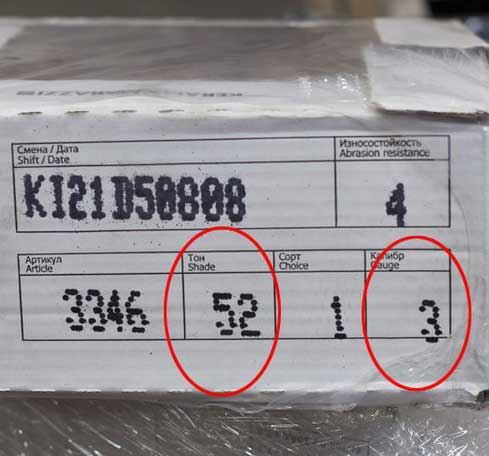 Смена / Дата
Shift / Date
Износостойкость
Abrasion resistance
KI21D50808
4
Артикул
Article
Тон
Shade
Сорт
Choice
Калибр
Gauge
3346
52
1
3